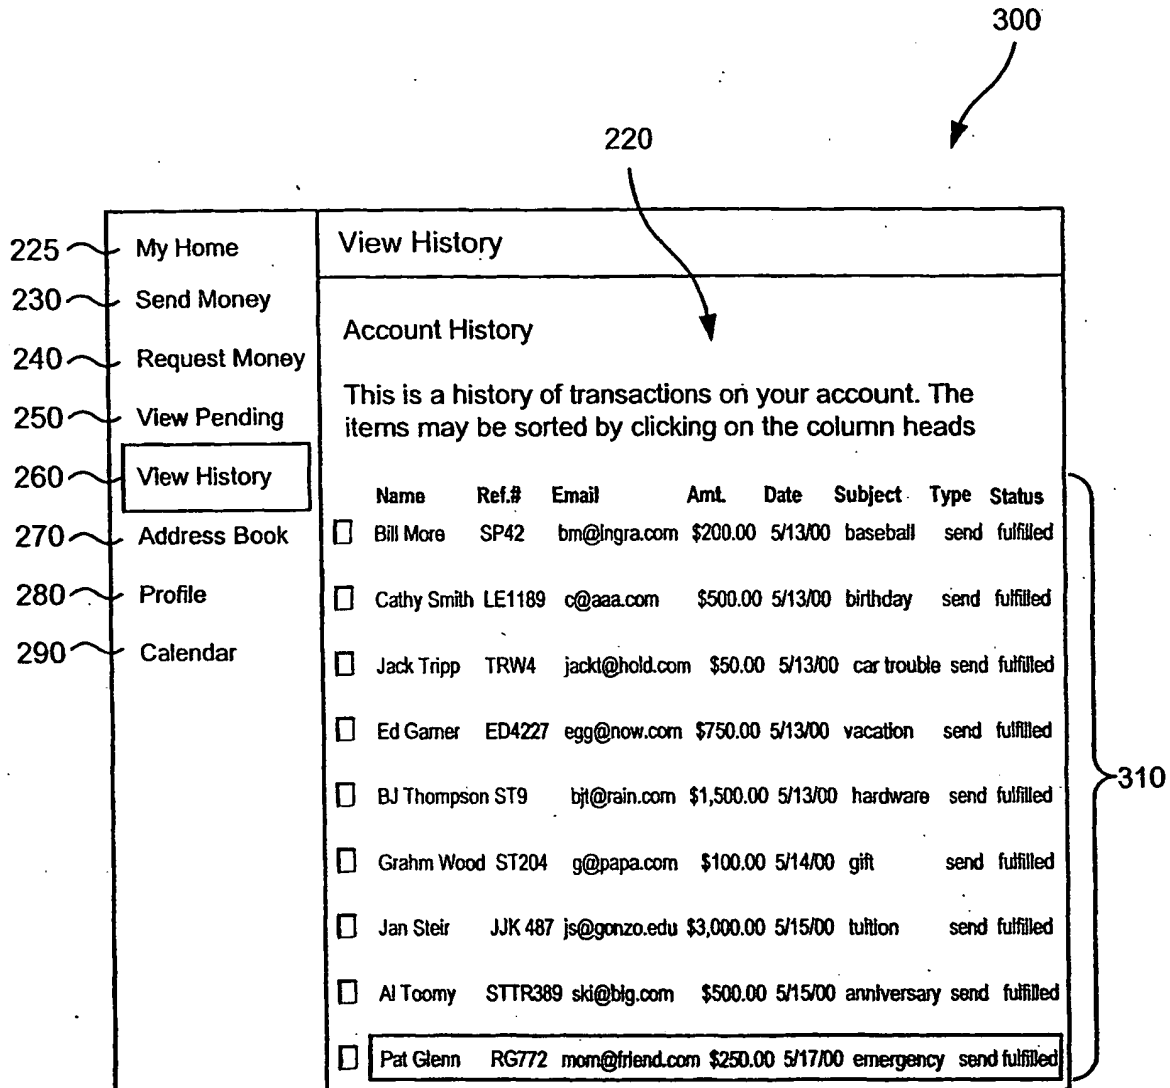 300
220
225 My Home
230 Send Money
240 Request Money
250 View Pending
260 View History
270 Address Book
280 Profile
290 Calendar
View History
Account History
This is a history of transactions on your account. The
items may be sorted by clicking on the column heads
Name Ref.# Email Amt. Date Subject Type Status
Bill More SP42 bm@ingra.com $200.00 5/13/00 baseball send fulfilled
Cathy Smith LE1189 c@aaa.com $500.00 5/13/00 birthday send fulfilled
Jack Tripp TRW4 jackt@hold.com $50.00 5/13/00 car trouble send fulfilled
Ed Garner ED4227 egg@now.com $750.00 5/13/00 vacation send fulfilled
BJ Thompson ST9 bjt@rain.com $1,500.00 5/13/00 hardware send fulfilled
Grahm Wood ST204 g@papa.com $100.00 5/14/00 gift send fulfilled
Jan Steir JJK 487 js@gonzo.edu $3,000.00 5/15/00 tuition send fulfilled
Al Toomy STTR389 ski@big.com $500.00 5/15/00 anniversary send fulfilled
Pat Glenn RG772 mom@friend.com $250.00 5/17/00 emergency send fulfilled
310